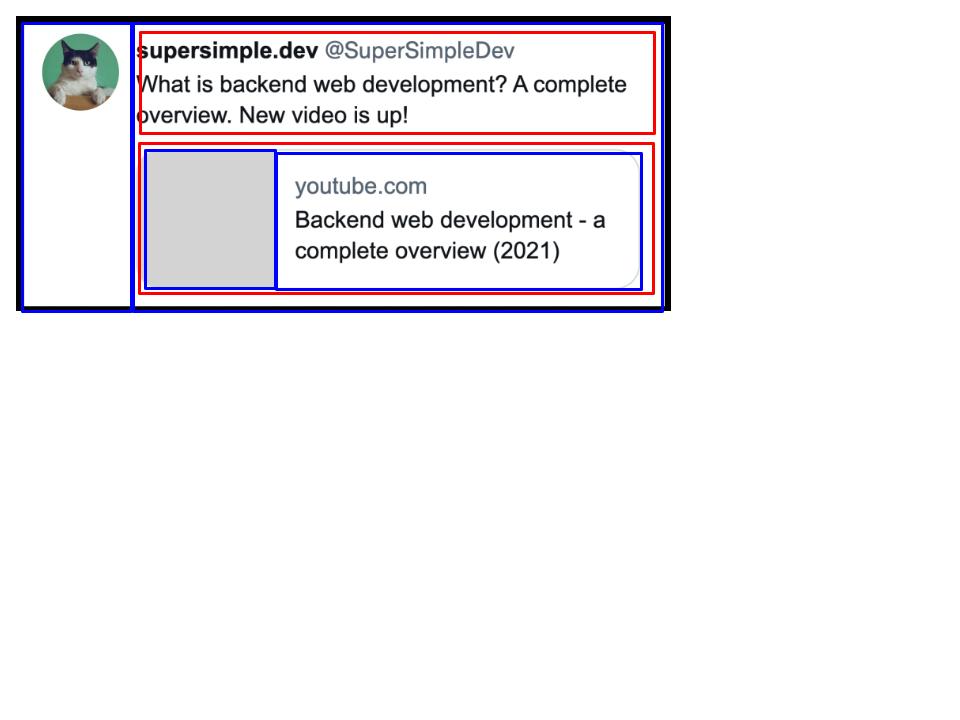 supersimple.dev @SuperSimpleDev
What is backend web development? A complete
overview. New video is up!
youtube.com
Backend web development - a
complete overview (2021)